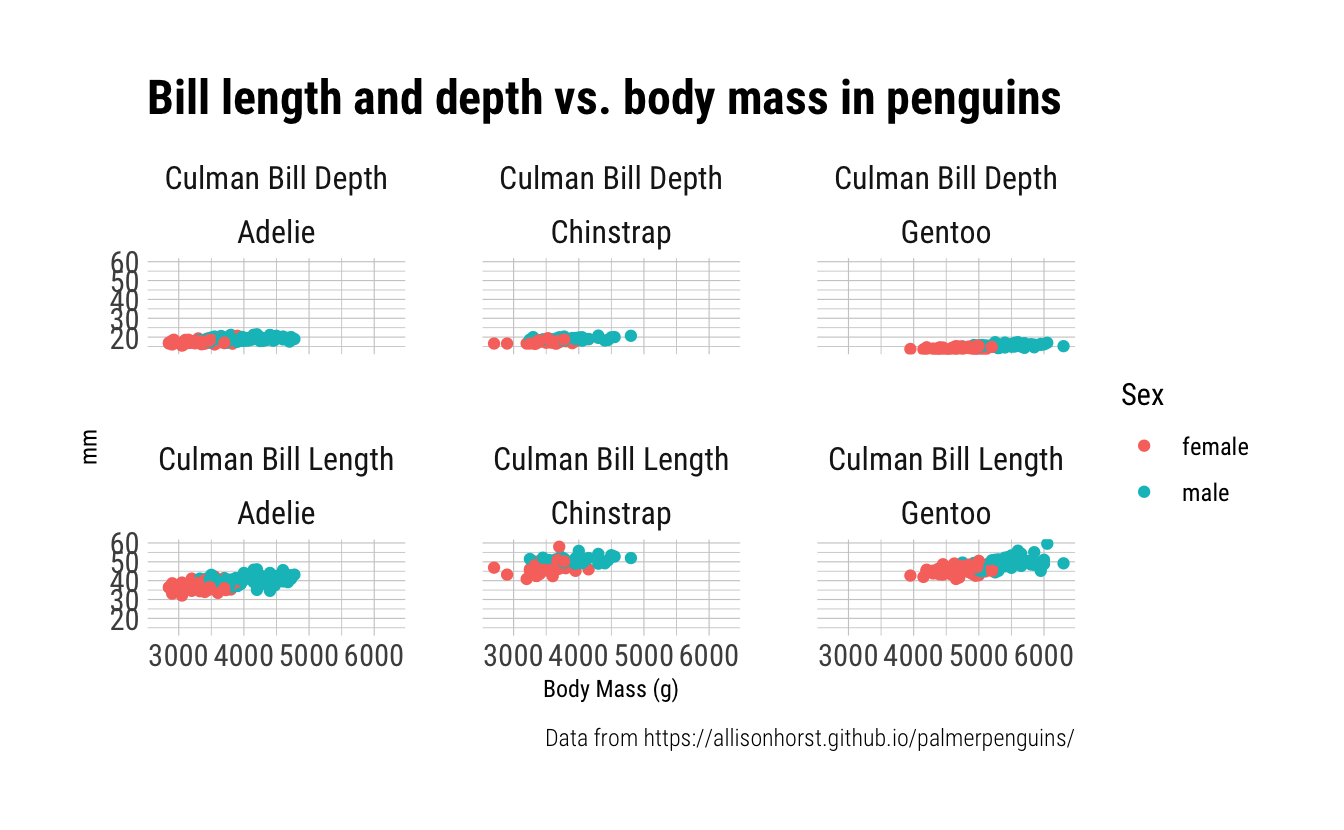 Bill length and depth vs. body mass in penguins
Culman Bill Depth Culman Bill Depth Culman Bill Depth
Adelie Chinstrap Gentoo
60
50
40
30
20
mm
Culman Bill Length Culman Bill Length Culman Bill Length
Adelie Chinstrap Gentoo
60
50
40
30
20
3000 4000 5000 6000 3000 4000 5000 6000 3000 4000 5000 6000
Body Mass (g)
Sex
female
male
Data from https://allisonhorst.github.io/palmerpenguins/